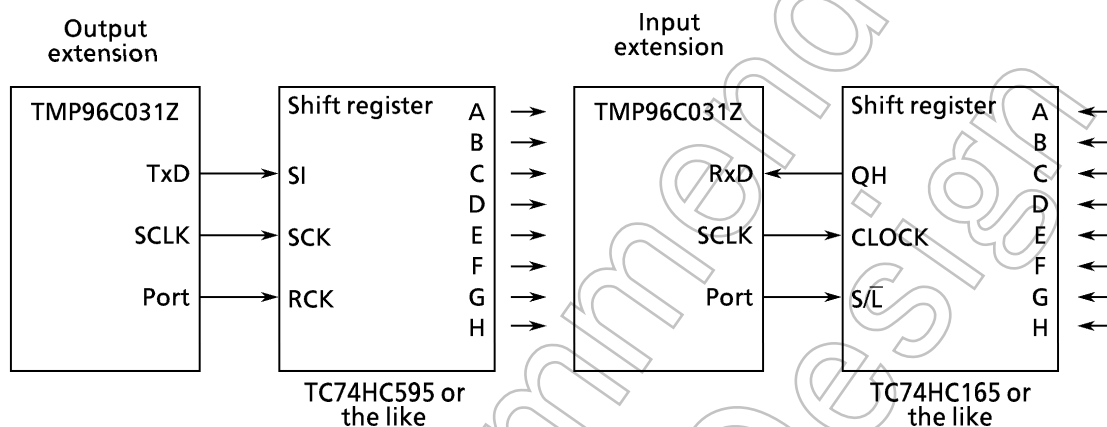 Output
extension
TMP96C031Z
TxD
SCLK
Port
Shift register
SI
SCK
RCK
A
B
C
D
E
F
G
H
TC74HC595 or
the like
Input
extension
TMP96C031Z
RxD
SCLK
Port
Shift register
QH
CLOCK
S/L̅
A
B
C
D
E
F
G
H
TC74HC165 or
the like